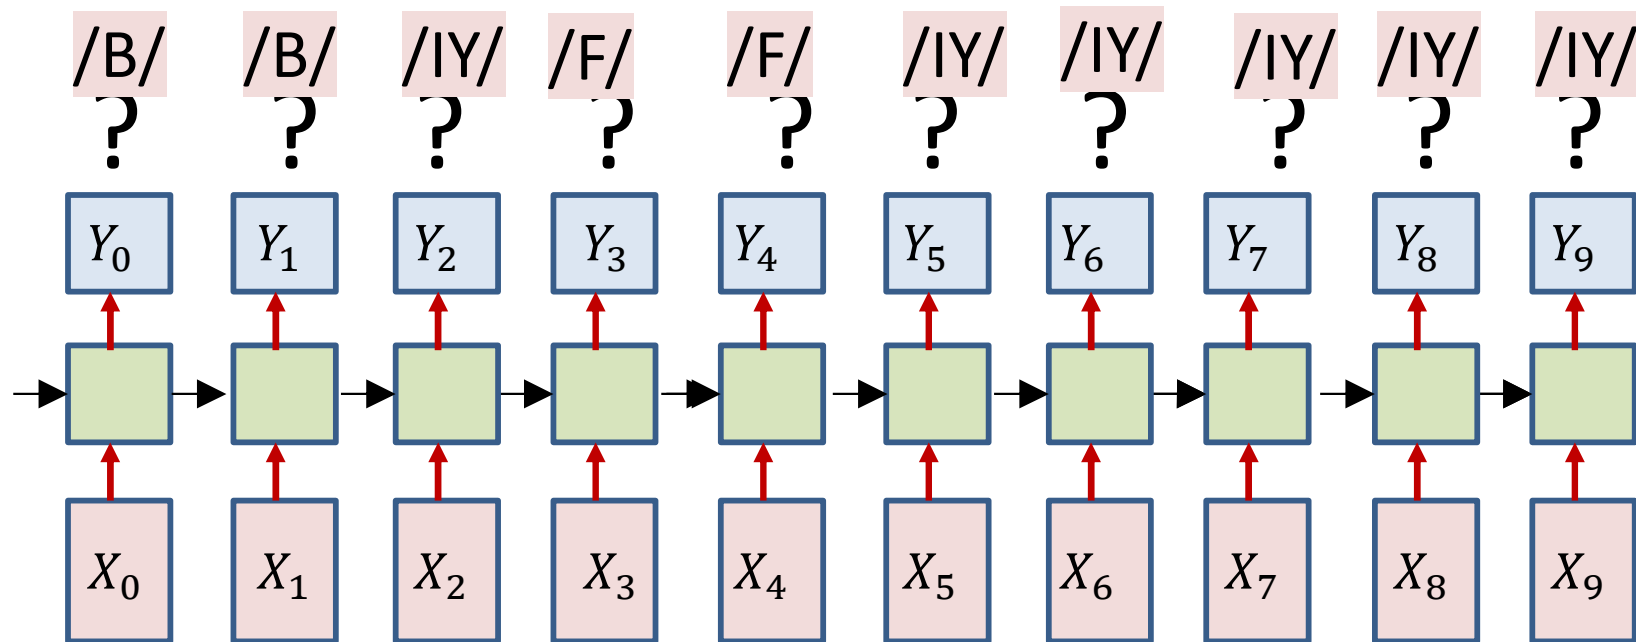 /B/ /B/ /IY/ /F/ /F/ /IY/ /IY/ /IY/ /IY/ /IY/
? ? ? ? ? ? ? ? ? ?
Y₀ Y₁ Y₂ Y₃ Y₄ Y₅ Y₆ Y₇ Y₈ Y₉
X₀ X₁ X₂ X₃ X₄ X₅ X₆ X₇ X₈ X₉